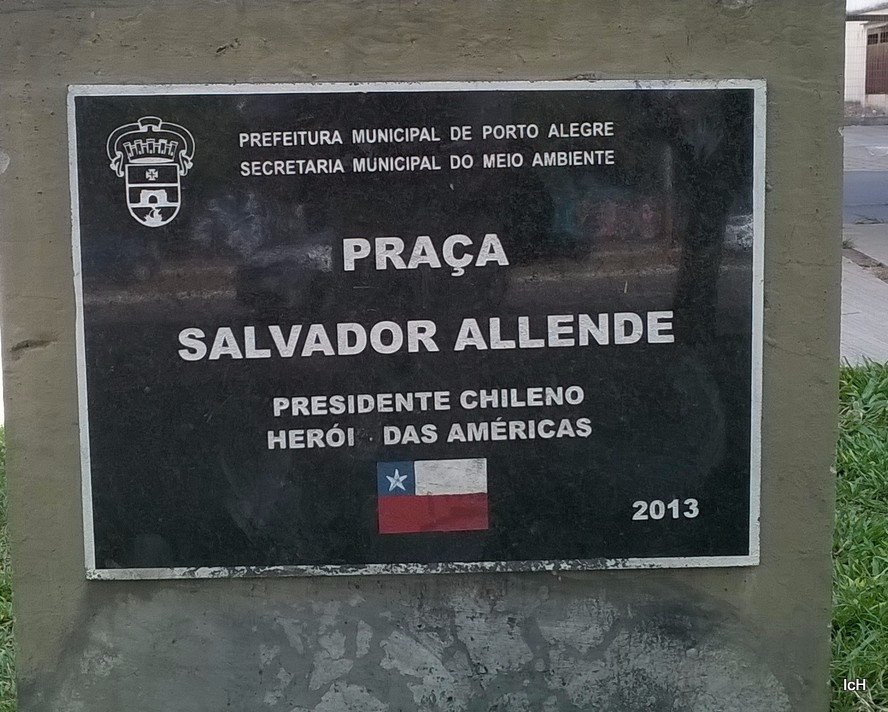 PREFEITURA MUNICIPAL DE PORTO ALEGRE
SECRETARIA MUNICIPAL DO MEIO AMBIENTE
PRAÇA
SALVADOR ALLENDE
PRESIDENTE CHILENO
HERÓI DAS AMÉRICAS
2013
IcH